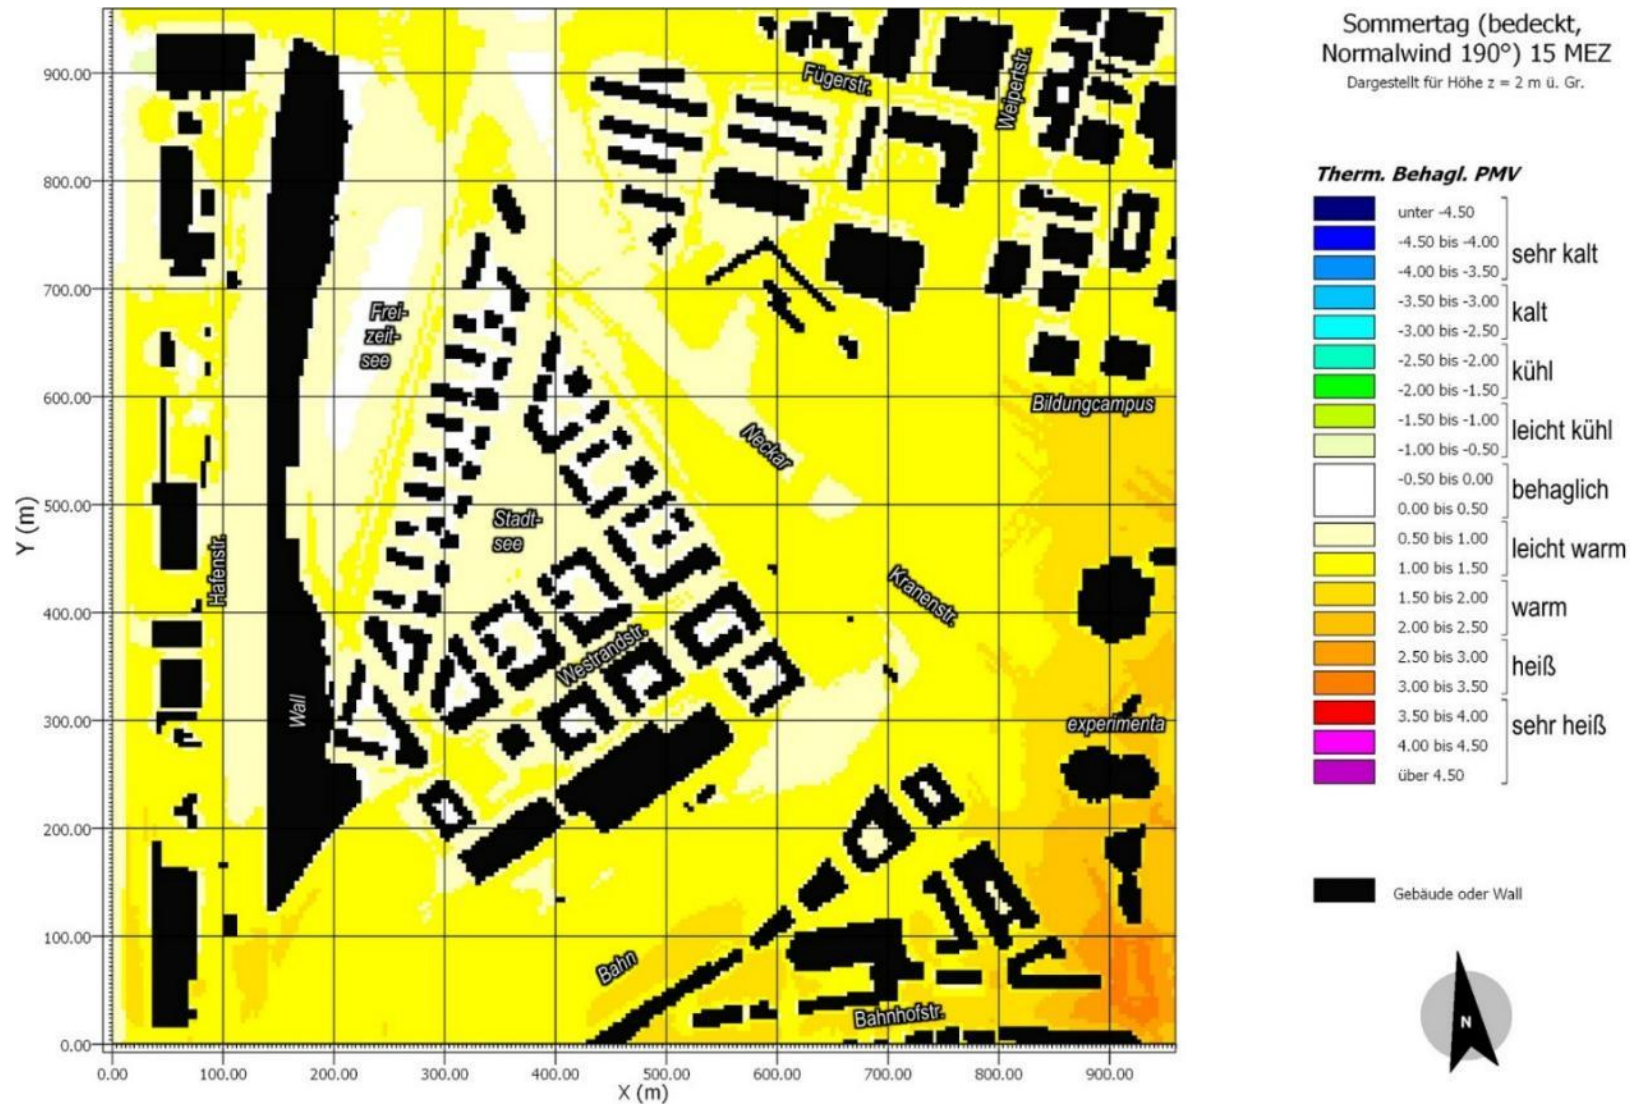 Sommertag (bedeckt,
Normalwind 190°) 15 MEZ
Dargestellt für Höhe z = 2 m ü. Gr.
Therm. Behagl. PMV
unter -4.50
-4.50 bis -4.00
sehr kalt
-4.00 bis -3.50
-3.50 bis -3.00
kalt
-3.00 bis -2.50
-2.50 bis -2.00
kühl
-2.00 bis -1.50
-1.50 bis -1.00
leicht kühl
-1.00 bis -0.50
-0.50 bis 0.00
behaglich
0.00 bis 0.50
0.50 bis 1.00
leicht warm
1.00 bis 1.50
1.50 bis 2.00
warm
2.00 bis 2.50
2.50 bis 3.00
heiß
3.00 bis 3.50
3.50 bis 4.00
sehr heiß
4.00 bis 4.50
über 4.50
Gebäude oder Wall
N
Fügerstr.
Weipertstr.
Frei-
zeit-
see
Bildungcampus
Neckar
Stadt-
see
Hafenstr.
Kranenstr.
Westrandstr.
Wall
experimenta
Bahn
Bahnhofstr.
Y (m)
900.00
800.00
700.00
600.00
500.00
400.00
300.00
200.00
100.00
0.00
0.00 100.00 200.00 300.00 400.00 500.00 600.00 700.00 800.00 900.00
X (m)